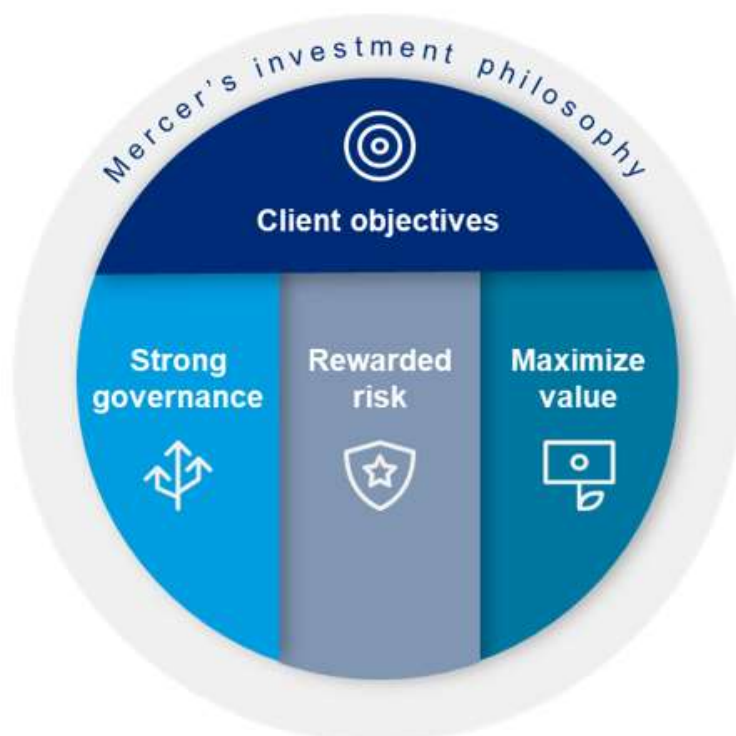 Mercer's investment philosophy
Client objectives
Strong
governance
Rewarded
risk
Maximize
value